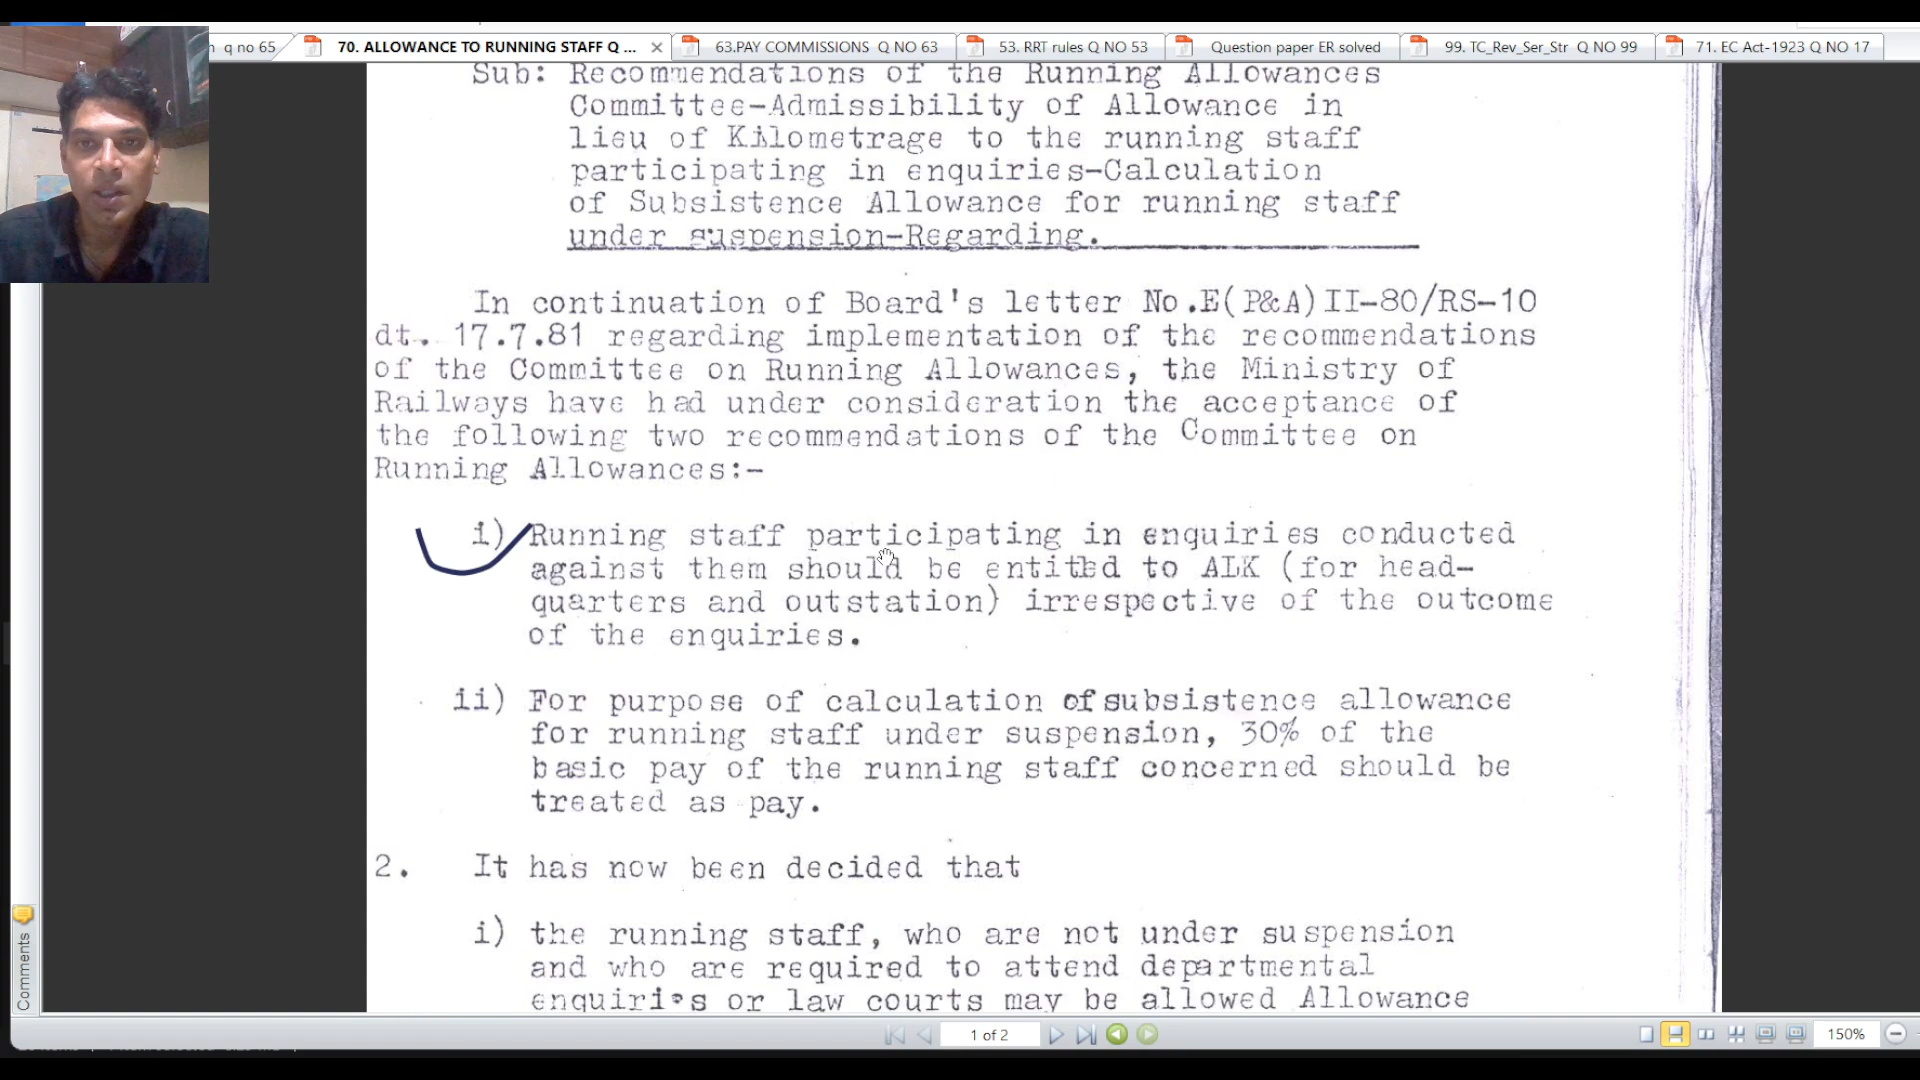 n q no 65
70. ALLOWANCE TO RUNNING STAFF Q ...
63.PAY COMMISSIONS Q NO 63
53. RRT rules Q NO 53
Question paper ER solved
99. TC_Rev_Ser_Str Q NO 99
71. EC Act-1923 Q NO 17
Sub: Recommendations of the Running Allowances
Committee-Admissibility of Allowance in
lieu of Kilometrage to the running staff
participating in enquiries-Calculation
of Subsistence Allowance for running staff
under suspension-Regarding.
In continuation of Board's letter No.E(P&A)II-80/RS-10
dt. 17.7.81 regarding implementation of the recommendations
of the Committee on Running Allowances, the Ministry of
Railways have had under consideration the acceptance of
the following two recommendations of the Committee on
Running Allowances:-
i) Running staff participating in enquiries conducted
against them should be entitled to ALK (for head-
quarters and outstation) irrespective of the outcome
of the enquiries.
ii) For purpose of calculation of subsistence allowance
for running staff under suspension, 30% of the
basic pay of the running staff concerned should be
treated as pay.
2. It has now been decided that
i) the running staff, who are not under suspension
and who are required to attend departmental
enquiries or law courts may be allowed Allowance
Comments
1 of 2
150%